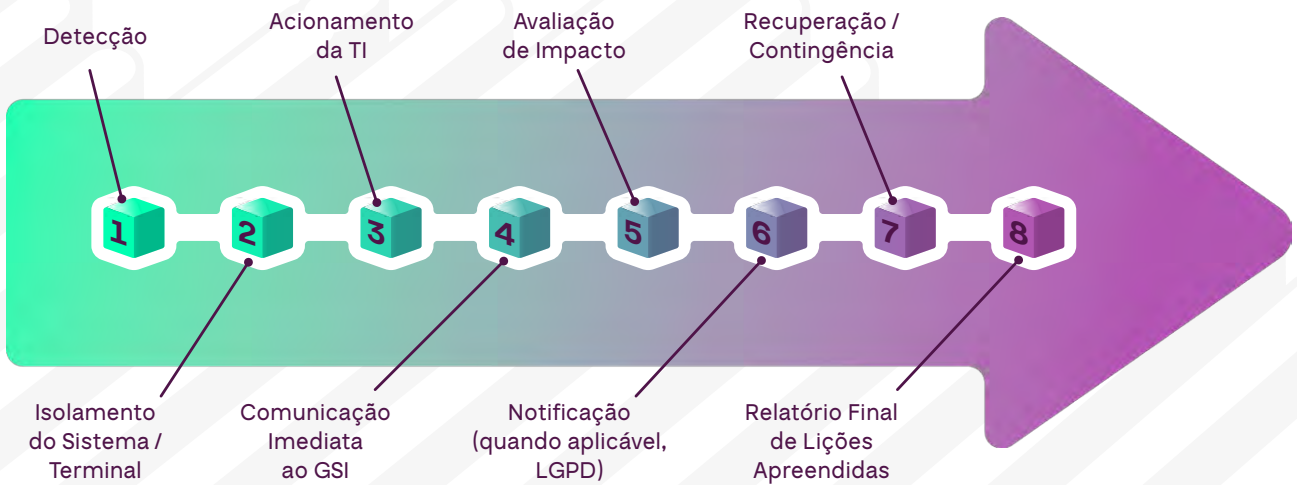 Detecção
Acionamento
da TI
Avaliação
de Impacto
Recuperação /
Contingência
1
2
3
4
5
6
7
8
Isolamento
do Sistema /
Terminal
Comunicação
Imediata
ao GSI
Notificação
(quando aplicável,
LGPD)
Relatório Final
de Lições
Apreendidas